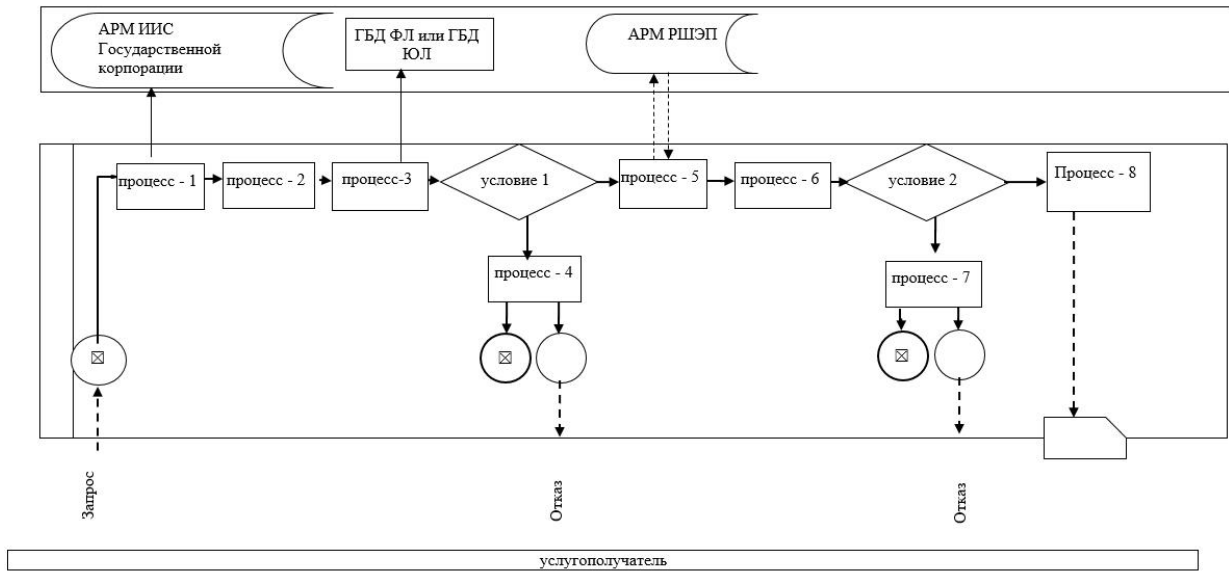 АРМ ИИС
Государственной
корпорации
ГБД ФЛ или ГБД
ЮЛ
АРМ РШЭП
процесс - 1
процесс - 2
процесс-3
условие 1
процесс - 5
процесс - 6
условие 2
Процесс - 8
процесс - 4
процесс - 7
Запрос
Отказ
Отказ
услугополучатель